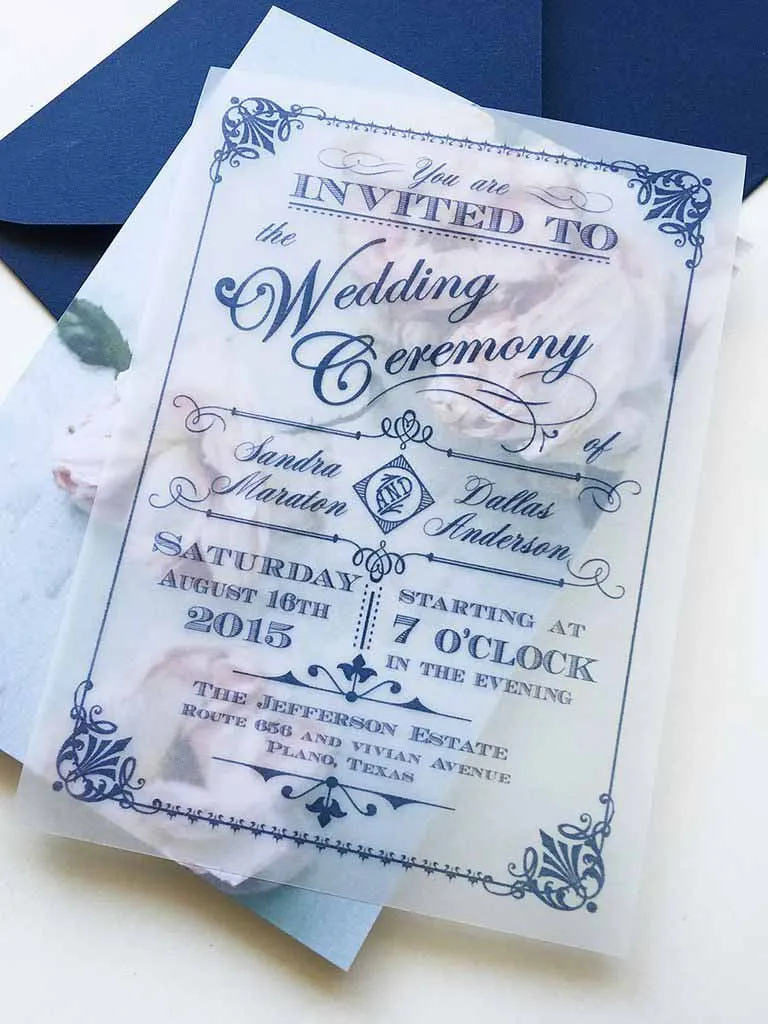 You are
INVITED TO
the
Wedding
Ceremony
of
Sandra
Maraton
AND
Dallas
Anderson
SATURDAY
AUGUST 16TH
2015
STARTING AT
7 O'CLOCK
IN THE EVENING
THE JEFFERSON ESTATE
ROUTE 656 AND VIVIAN AVENUE
PLANO, TEXAS